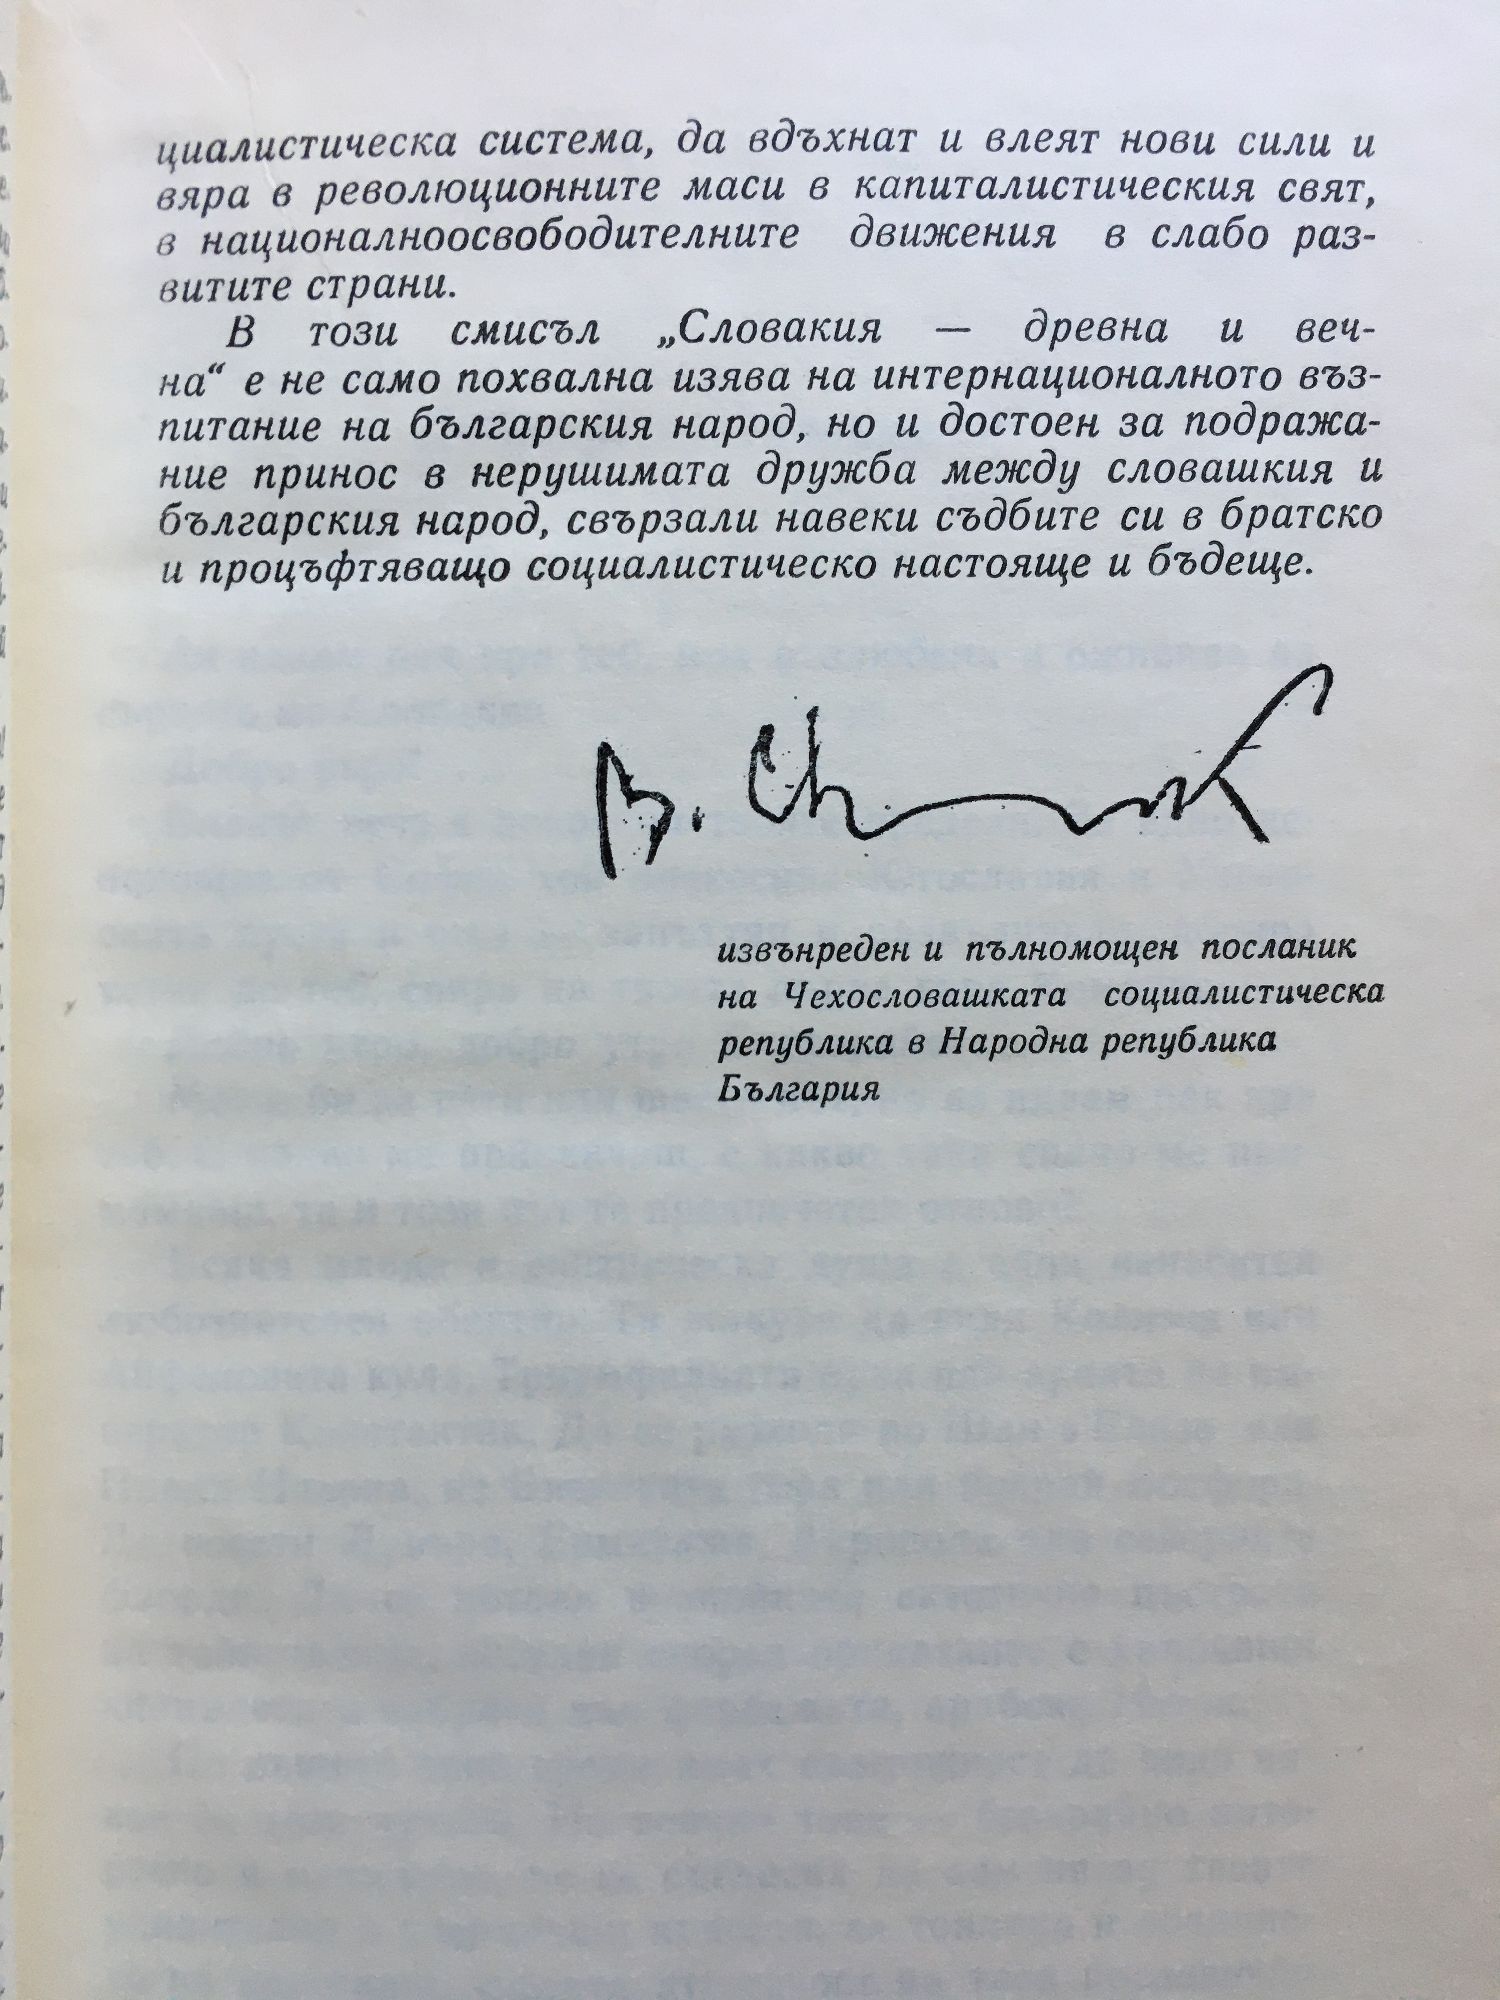 циалистическа система, да вдъхнат и влеят нови сили и
вяра в революционните маси в капиталистическия свят,
в националноосвободителните движения в слабо раз-
витите страни.
В този смисъл „Словакия — древна и веч-
на“ е не само похвална изява на интернационалното въз-
питание на българския народ, но и достоен за подража-
ние принос в нерушимата дружба между словашкия и
българския народ, свързали навеки съдбите си в братско
и процъфтяващо социалистическо настояще и бъдеще.
извънреден и пълномощен посланик
на Чехословашката социалистическа
република в Народна република
България